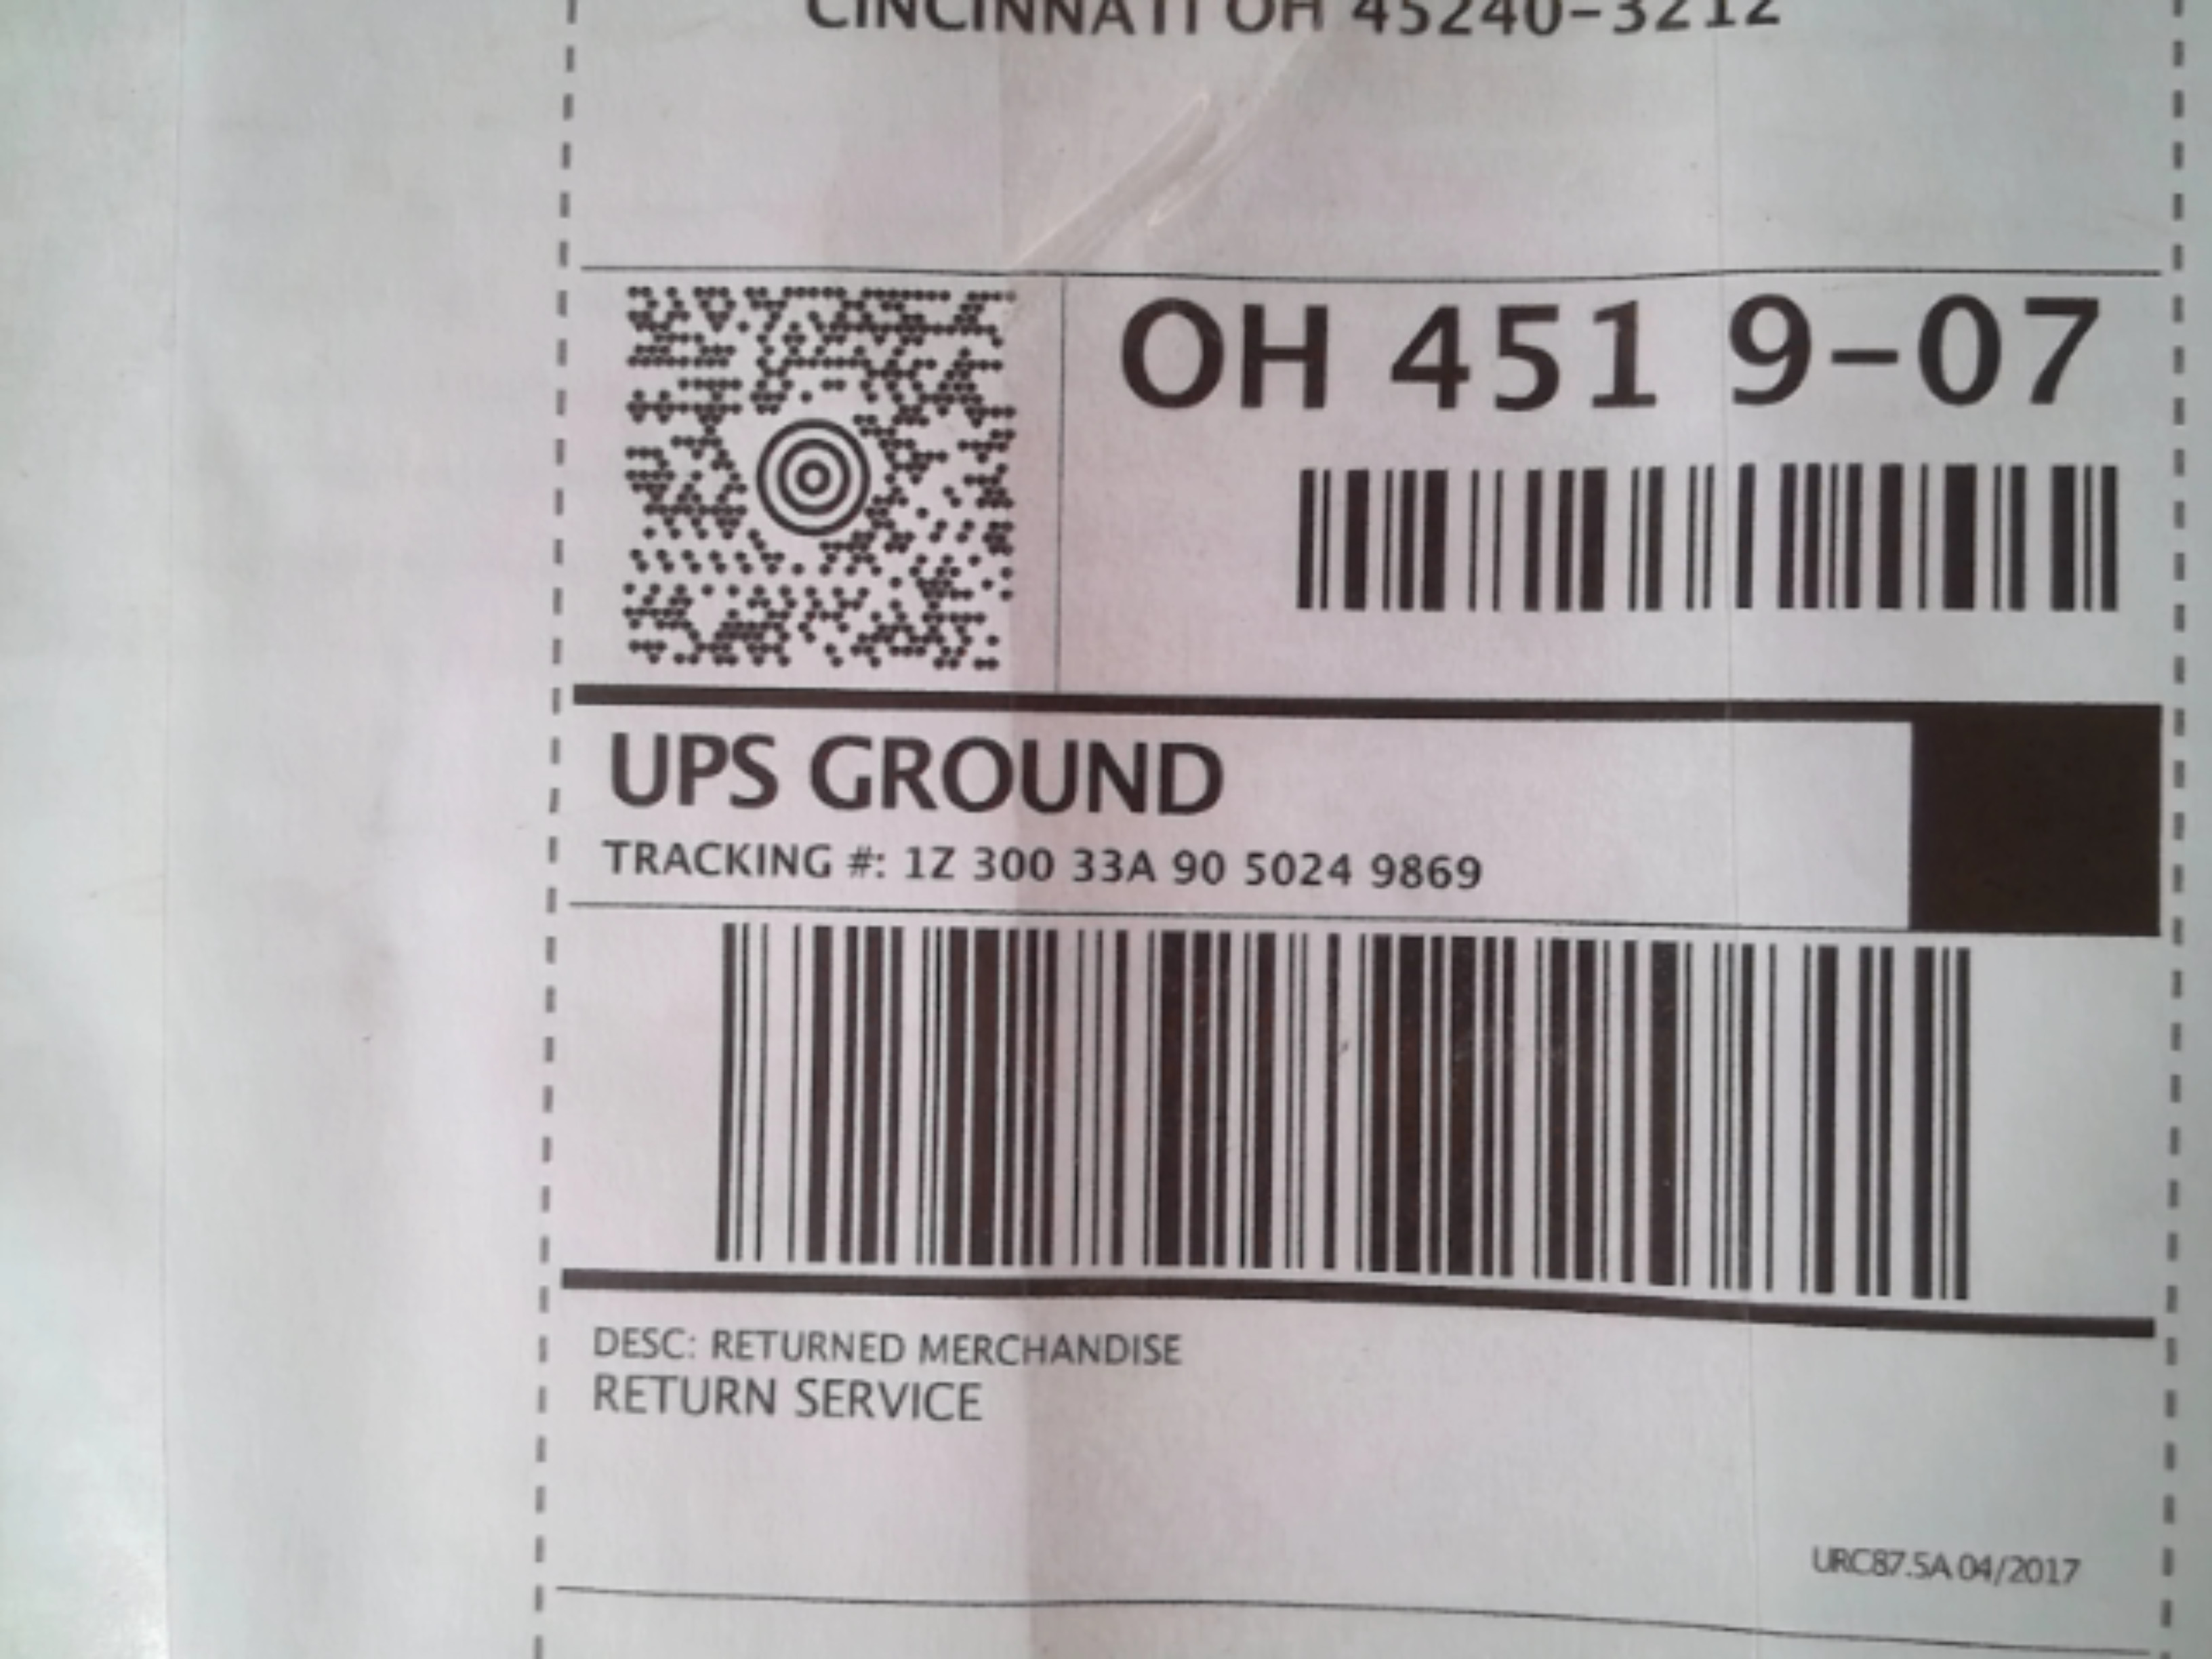 CINCINNATI OH 45240-3212
OH 451 9-07
UPS GROUND
TRACKING #: 1Z 300 33A 90 5024 9869
DESC: RETURNED MERCHANDISE
RETURN SERVICE
URC87.5A 04/2017